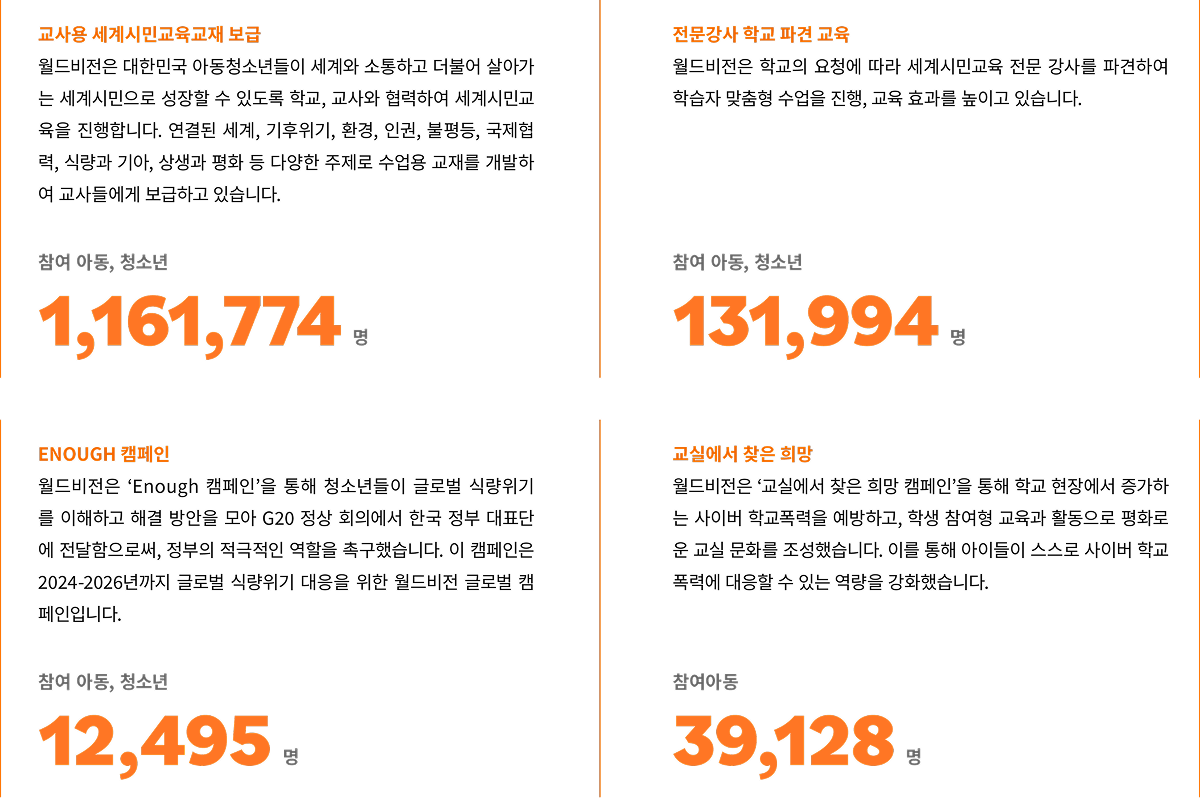 교사용 세계시민교육교재 보급
월드비전은 대한민국 아동청소년들이 세계와 소통하고 더불어 살아가
는 세계시민으로 성장할 수 있도록 학교, 교사와 협력하여 세계시민교
육을 진행합니다. 연결된 세계, 기후위기, 환경, 인권, 불평등, 국제협
력, 식량과 기아, 상생과 평화 등 다양한 주제로 수업용 교재를 개발하
여 교사들에게 보급하고 있습니다.
참여 아동, 청소년
1,161,774 명
전문강사 학교 파견 교육
월드비전은 학교의 요청에 따라 세계시민교육 전문 강사를 파견하여
학습자 맞춤형 수업을 진행, 교육 효과를 높이고 있습니다.
참여 아동, 청소년
131,994 명
ENOUGH 캠페인
월드비전은 ‘Enough 캠페인’을 통해 청소년들이 글로벌 식량위기
를 이해하고 해결 방안을 모아 G20 정상 회의에서 한국 정부 대표단
에 전달함으로써, 정부의 적극적인 역할을 촉구했습니다. 이 캠페인은
2024-2026년까지 글로벌 식량위기 대응을 위한 월드비전 글로벌 캠
페인입니다.
참여 아동, 청소년
12,495 명
교실에서 찾은 희망
월드비전은 ‘교실에서 찾은 희망 캠페인’을 통해 학교 현장에서 증가하
는 사이버 학교폭력을 예방하고, 학생 참여형 교육과 활동으로 평화로
운 교실 문화를 조성했습니다. 이를 통해 아이들이 스스로 사이버 학교
폭력에 대응할 수 있는 역량을 강화했습니다.
참여아동
39,128 명